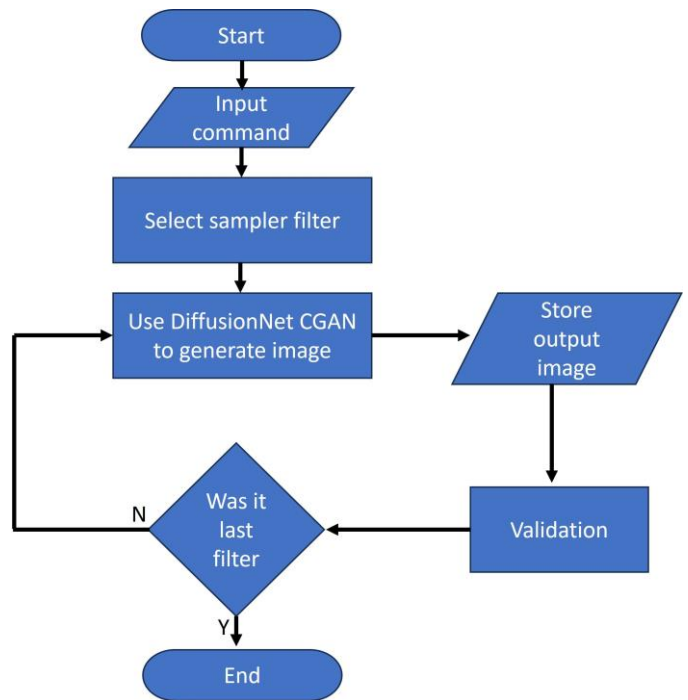 Start
Input
command
Select sampler filter
Use DiffusionNet CGAN
to generate image
Store
output
image
Validation
Was it
last
filter
N
Y
End